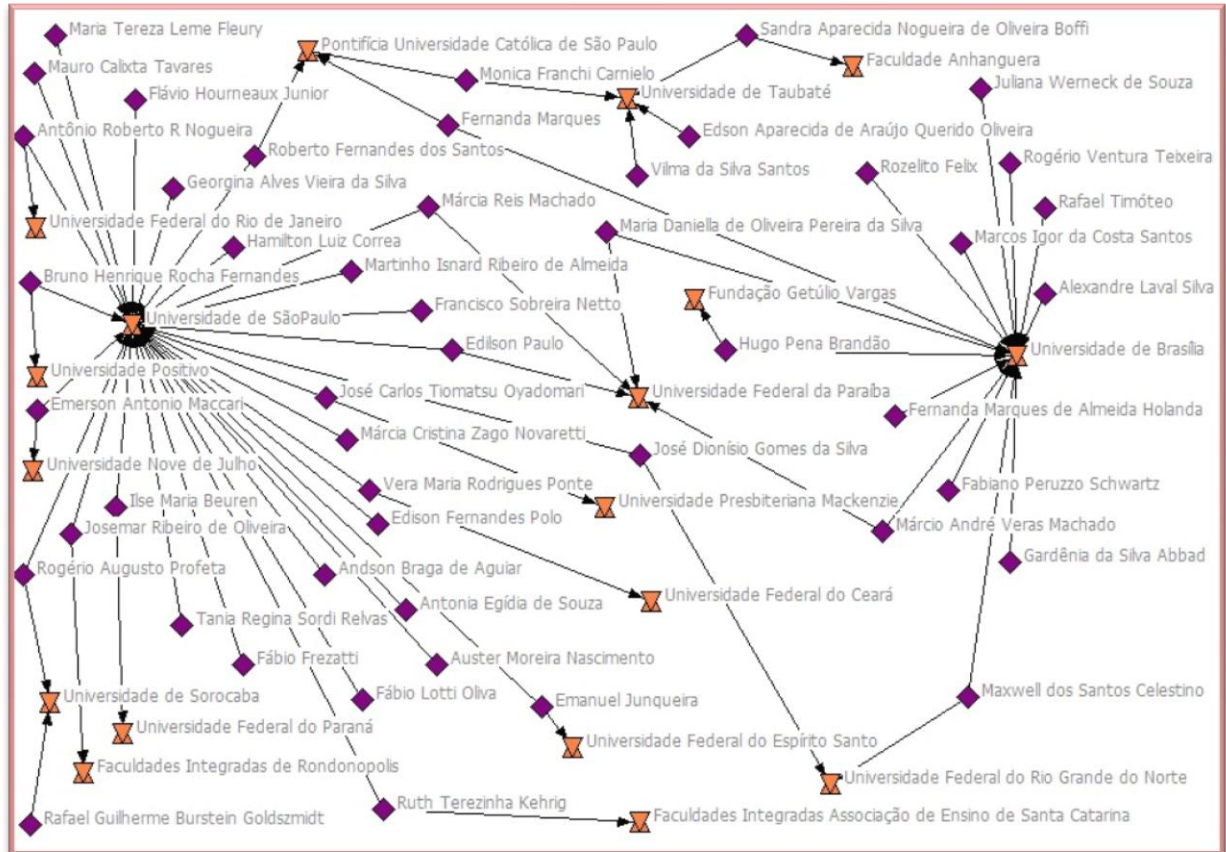 Maria Tereza Leme Fleury
Sandra Aparecida Nogueira de Oliveira Boffi
Pontifícia Universidade Católica de São Paulo
Mauro Calixta Tavares
Faculdade Anhanguera
Monica Franchi Carnielo
Juliana Werneck de Souza
Flávio Hourneaux Junior
Universidade de Taubaté
Fernanda Marques
Antônio Roberto R Nogueira
Edson Aparecida de Araújo Querido Oliveira
Roberto Fernandes dos Santos
Rogério Ventura Teixeira
Vilma da Silva Santos
Rozelito Felix
Georgina Alves Vieira da Silva
Márcia Reis Machado
Rafael Timóteo
Universidade Federal do Rio de Janeiro
Maria Daniella de Oliveira Pereira da Silva
Hamilton Luiz Correa
Marcos Igor da Costa Santos
Martinho Isnard Ribeiro de Almeida
Bruno Henrique Rocha Fernandes
Fundação Getúlio Vargas
Alexandre Laval Silva
Francisco Sobreira Netto
Universidade de SãoPaulo
Edilson Paulo
Hugo Pena Brandão
Universidade de Brasília
Universidade Positivo
José Carlos Tiomatsu Oyadomari
Universidade Federal da Paraíba
Emerson Antonio Maccari
Fernanda Marques de Almeida Holanda
Márcia Cristina Zago Novaretti
José Dionísio Gomes da Silva
Universidade Nove de Julho
Vera Maria Rodrigues Ponte
Fabiano Peruzzo Schwartz
Ilse Maria Beuren
Universidade Presbiteriana Mackenzie
Edison Fernandes Polo
Márcio André Veras Machado
Josemar Ribeiro de Oliveira
Gardênia da Silva Abbad
Rogério Augusto Profeta
Andson Braga de Aguiar
Universidade Federal do Ceará
Antonia Egídia de Souza
Tania Regina Sordi Relvas
Fábio Frezatti
Auster Moreira Nascimento
Universidade de Sorocaba
Fábio Lotti Oliva
Emanuel Junqueira
Maxwell dos Santos Celestino
Universidade Federal do Paraná
Universidade Federal do Espírito Santo
Faculdades Integradas de Rondonopolis
Universidade Federal do Rio Grande do Norte
Ruth Terezinha Kehrig
Faculdades Integradas Associação de Ensino de Santa Catarina
Rafael Guilherme Burstein Goldszmidt